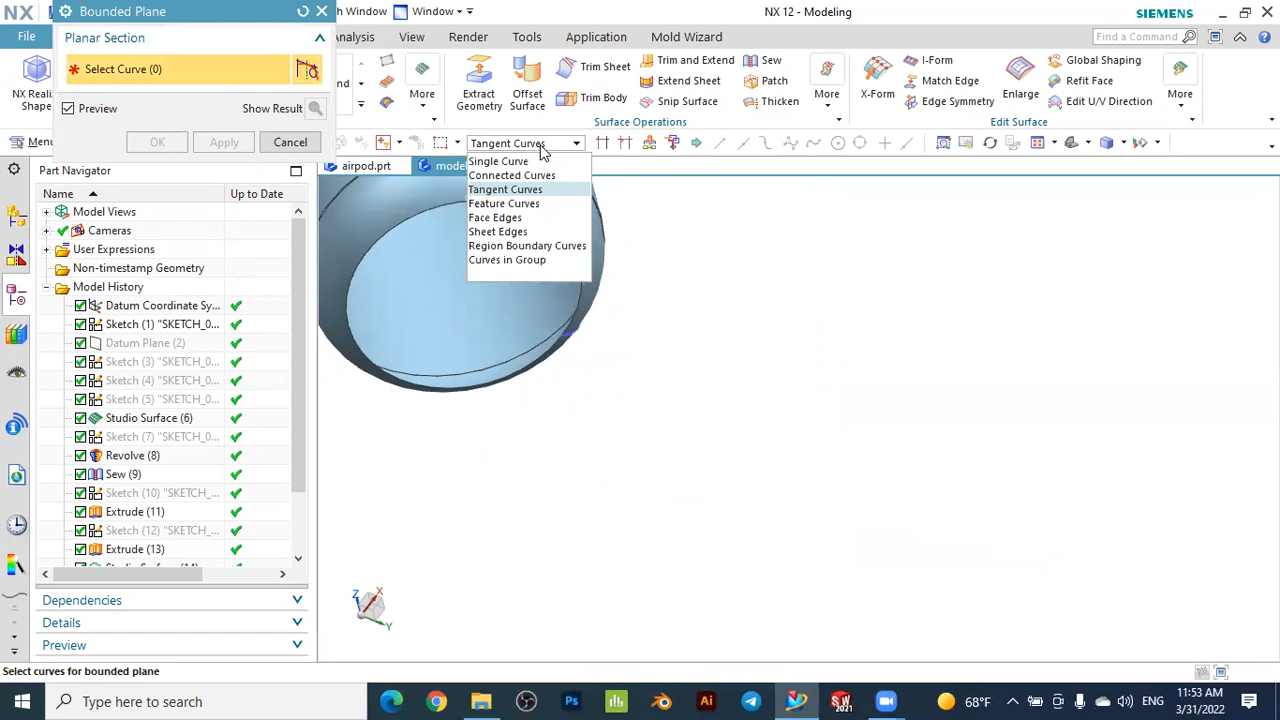 Bounded Plane
NX
ch Window
Window
NX 12 - Modeling
SIEMENS
File
Analysis
View
Render
Tools
Application
Mold Wizard
Find a Command
Planar Section
Select Curve (0)
Preview
Show Result
OK
Apply
Cancel
NX Realize
Shape
More
Extract
Geometry
Offset
Surface
Trim Sheet
Trim Body
Trim and Extend
Extend Sheet
Snip Surface
Sew
Patch
Thicken
More
Surface Operations
X-Form
I-Form
Match Edge
Edge Symmetry
Enlarge
Global Shaping
Refit Face
Edit U/V Direction
More
Edit Surface
Menu
Tangent Curves
Single Curve
Connected Curves
Tangent Curves
Feature Curves
Face Edges
Sheet Edges
Region Boundary Curves
Curves in Group
airpod.prt
model
Part Navigator
Name
Up to Date
Model Views
Cameras
User Expressions
Non-timestamp Geometry
Model History
Datum Coordinate Sy...
Sketch (1) "SKETCH_0...
Datum Plane (2)
Sketch (3) "SKETCH_0...
Sketch (4) "SKETCH_0...
Sketch (5) "SKETCH_0...
Studio Surface (6)
Sketch (7) "SKETCH_0...
Revolve (8)
Sew (9)
Sketch (10) "SKETCH_...
Extrude (11)
Sketch (12) "SKETCH_...
Extrude (13)
Dependencies
Details
Preview
Z
X
Y
Select curves for bounded plane
Type here to search
68°F
ENG
11:53 AM
3/31/2022